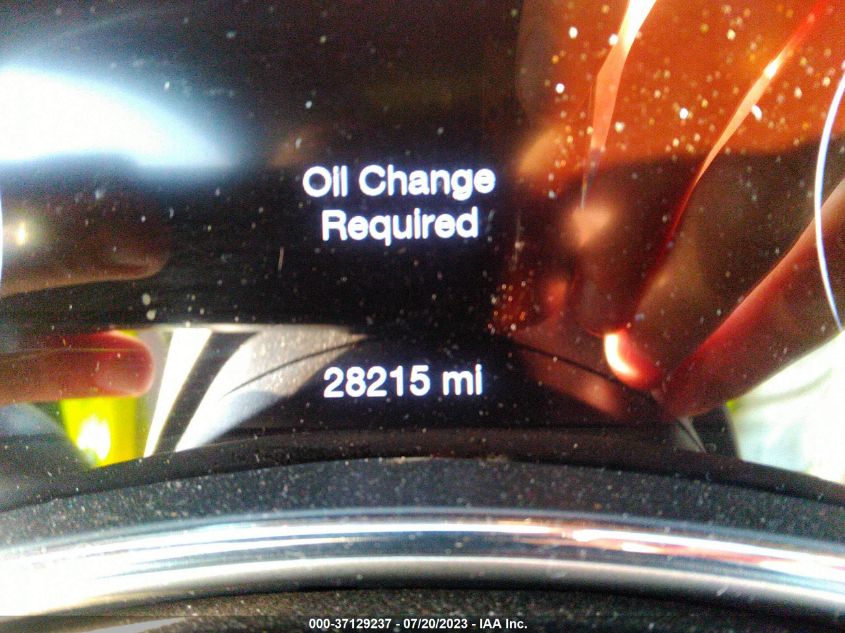 Oil Change
Required
28215 mi
000-37129237 - 07/20/2023 - IAA Inc.